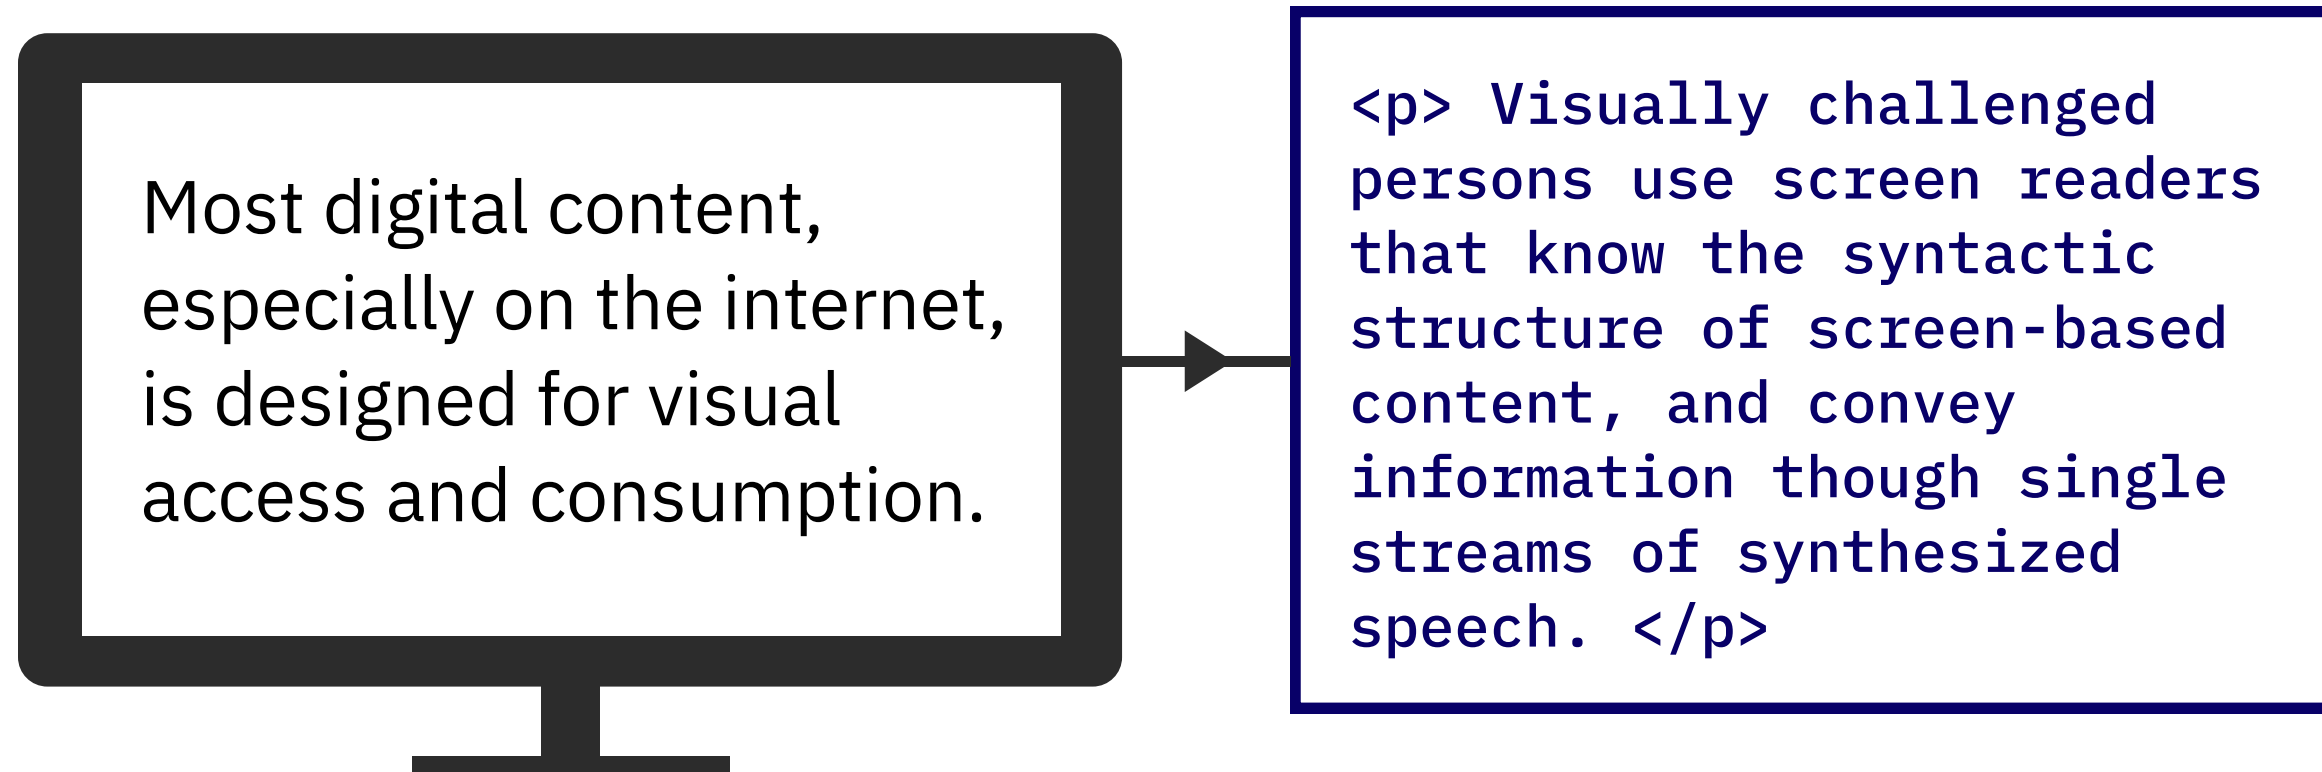 Most digital content,
especially on the internet,
is designed for visual
access and consumption.
<p> Visually challenged
persons use screen readers
that know the syntactic
structure of screen-based
content, and convey
information though single
streams of synthesized
speech. </p>